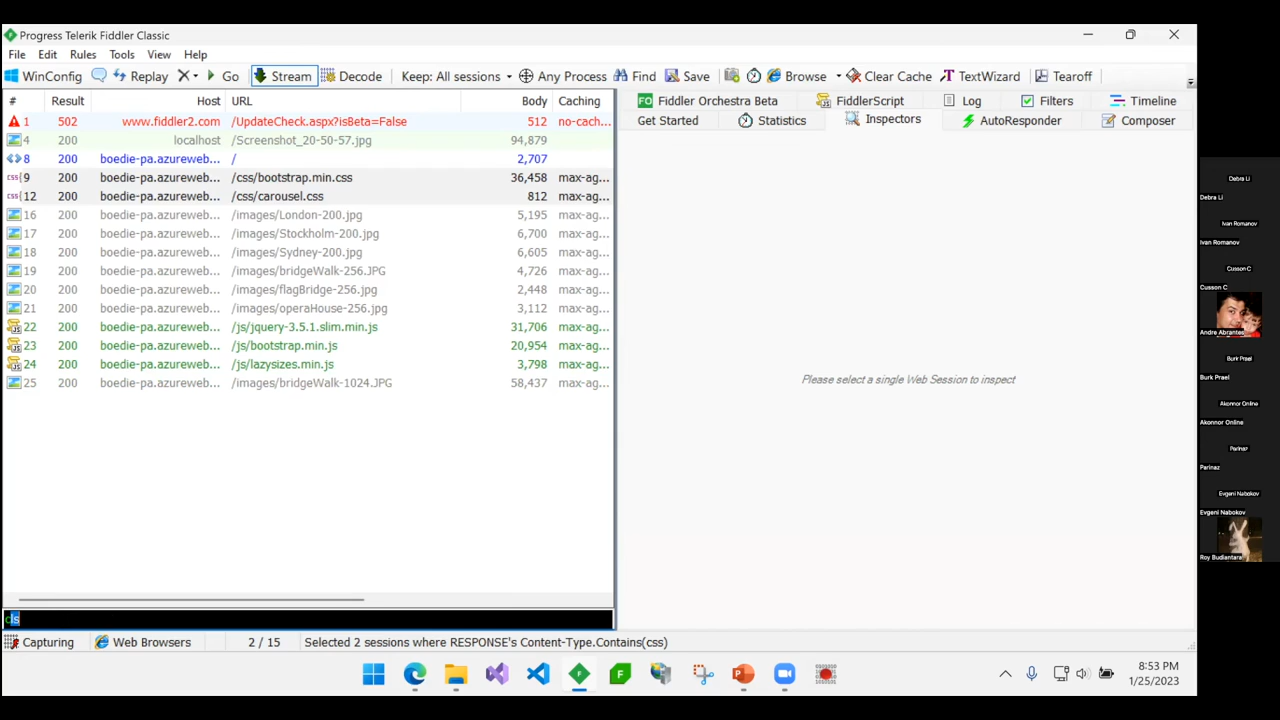 Progress Telerik Fiddler Classic
File Edit Rules Tools View Help
WinConfig Replay Go Stream Decode Keep: All sessions Any Process Find Save Browse Clear Cache TextWizard Tearoff
# Result Host URL Body Caching
1 502 www.fiddler2.com /UpdateCheck.aspx?isBeta=False 512 no-cach...
4 200 localhost /Screenshot_20-50-57.jpg 94,879
8 200 boedie-pa.azureweb... / 2,707
9 200 boedie-pa.azureweb... /css/bootstrap.min.css 36,458 max-ag...
12 200 boedie-pa.azureweb... /css/carousel.css 812 max-ag...
16 200 boedie-pa.azureweb... /images/London-200.jpg 5,195 max-ag...
17 200 boedie-pa.azureweb... /images/Stockholm-200.jpg 6,700 max-ag...
18 200 boedie-pa.azureweb... /images/Sydney-200.jpg 6,605 max-ag...
19 200 boedie-pa.azureweb... /images/bridgeWalk-256.JPG 4,726 max-ag...
20 200 boedie-pa.azureweb... /images/flagBridge-256.jpg 2,448 max-ag...
21 200 boedie-pa.azureweb... /images/operaHouse-256.jpg 3,112 max-ag...
22 200 boedie-pa.azureweb... /js/jquery-3.5.1.slim.min.js 31,706 max-ag...
23 200 boedie-pa.azureweb... /js/bootstrap.min.js 20,954 max-ag...
24 200 boedie-pa.azureweb... /js/lazysizes.min.js 3,798 max-ag...
25 200 boedie-pa.azureweb... /images/bridgeWalk-1024.JPG 58,437 max-ag...
cls
Capturing Web Browsers 2 / 15 Selected 2 sessions where RESPONSE's Content-Type.Contains(css)
Fiddler Orchestra Beta FiddlerScript Log Filters Timeline
Get Started Statistics Inspectors AutoResponder Composer
Please select a single Web Session to inspect
8:53 PM
1/25/2023
Debra Li
Debra Li
Ivan Romanov
Ivan Romanov
Cusson C
Cusson C
Andre Abrantes
Burk Prael
Burk Prael
Akonnor Online
Akonnor Online
Parinaz
Parinaz
Evgeni Nabokov
Evgeni Nabokov
Roy Budiantara